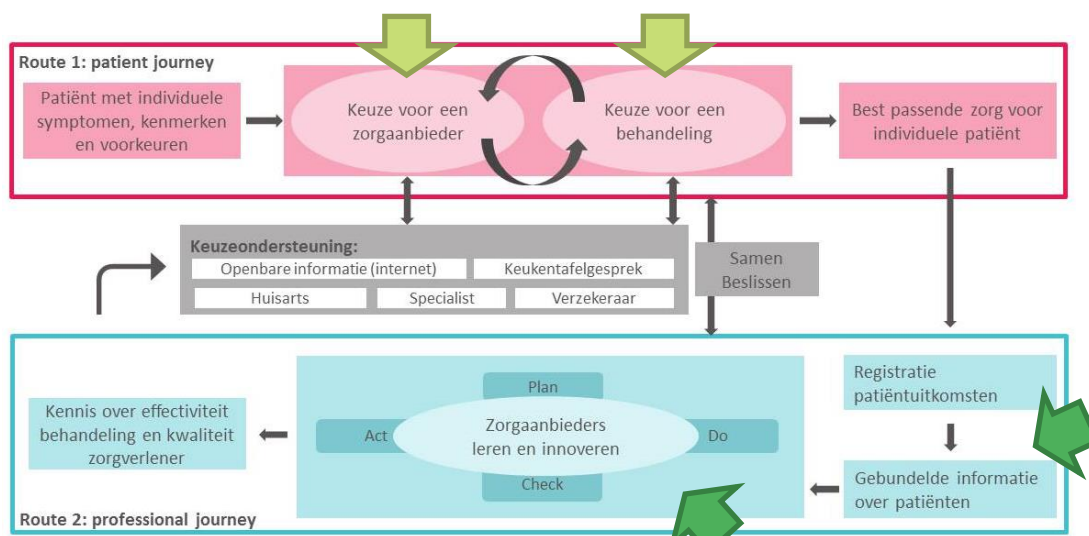 Route 1: patient journey
Patiënt met individuele
symptomen, kenmerken
en voorkeuren
Keuze voor een
zorgaanbieder
Keuze voor een
behandeling
Best passende zorg voor
individuele patiënt
Keuzeondersteuning:
Openbare informatie (internet)
Keukentafelgesprek
Huisarts
Specialist
Verzekeraar
Samen
Beslissen
Registratie
patiëntuitkomsten
Gebundelde informatie
over patiënten
Plan
Act
Zorgaanbieders
leren en innoveren
Do
Check
Kennis over effectiviteit
behandeling en kwaliteit
zorgverlener
Route 2: professional journey